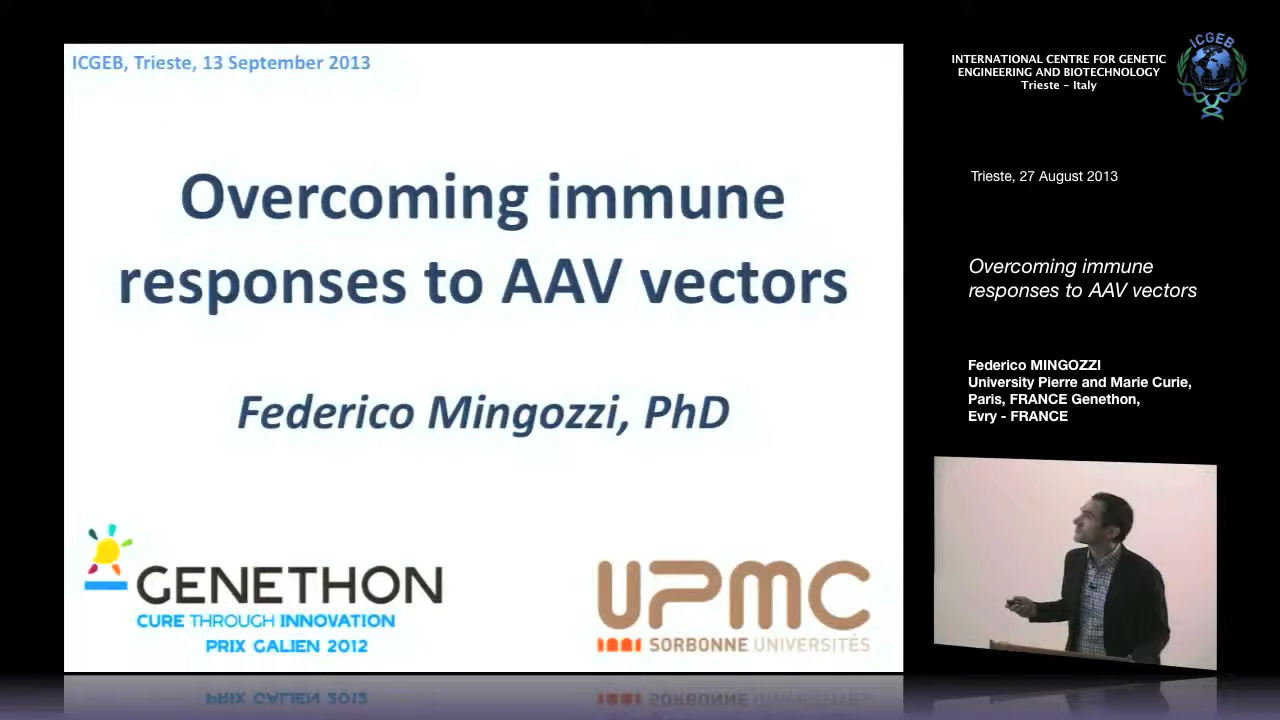 ICGEB, Trieste, 13 September 2013
Overcoming immune
responses to AAV vectors
Federico Mingozzi, PhD
GENETHON
CURE THROUGH INNOVATION
PRIX GALIEN 2012
UPMC
SORBONNE UNIVERSITÉS
INTERNATIONAL CENTRE FOR GENETIC
ENGINEERING AND BIOTECHNOLOGY
Trieste - Italy
ICGEB
Trieste, 27 August 2013
Overcoming immune
responses to AAV vectors
Federico MINGOZZI
University Pierre and Marie Curie,
Paris, FRANCE Genethon,
Evry - FRANCE